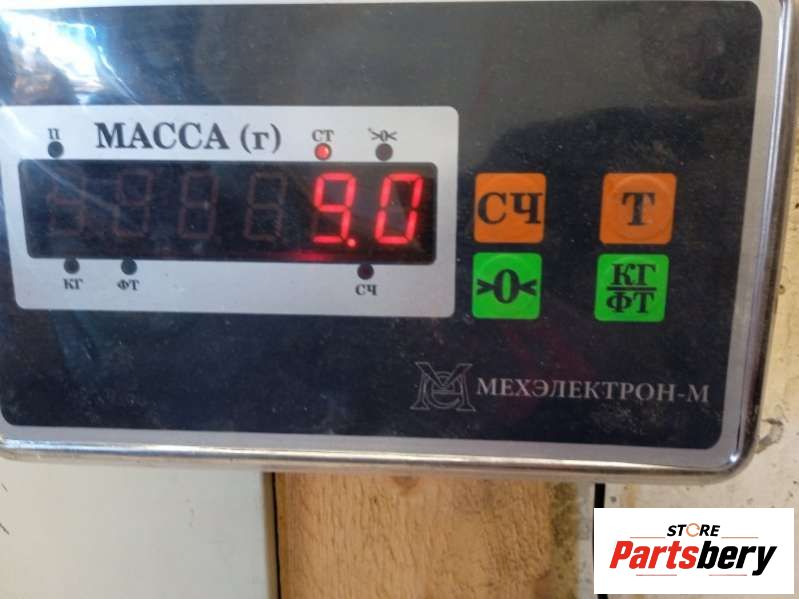 П МАССА (г) СТ >0<
9.0
КГ ФТ СЧ
СЧ Т
>0< КГ/ФТ
МЕХЭЛЕКТРОН-М
STORE
Partsbery